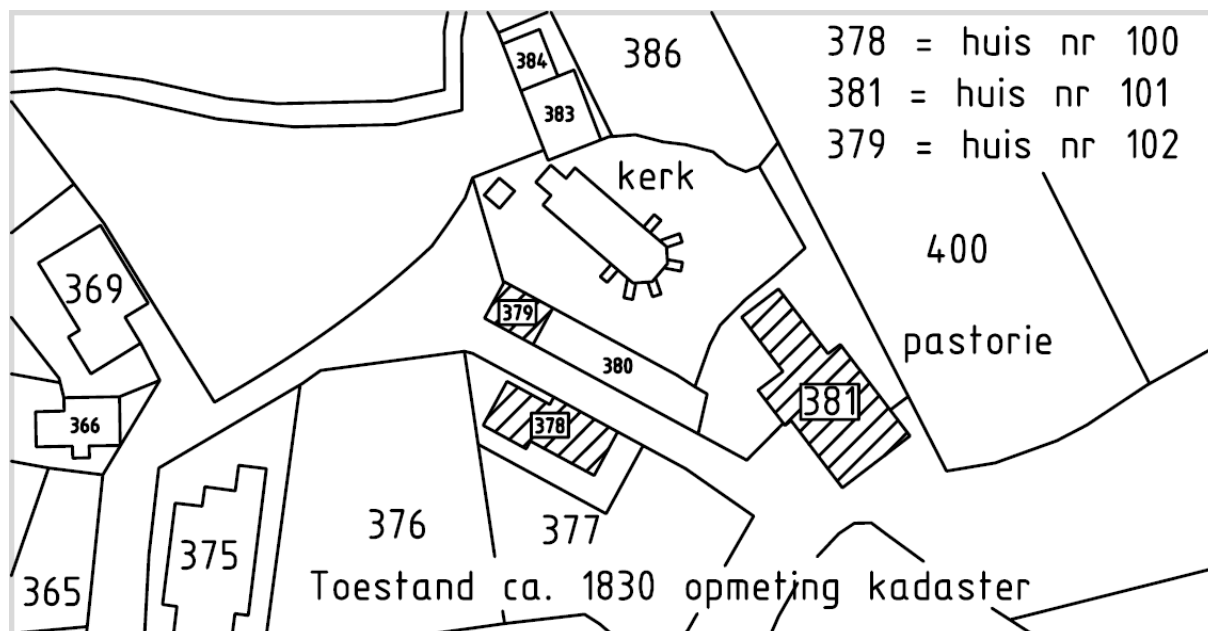 378 = huis nr 100
381 = huis nr 101
379 = huis nr 102
384
386
383
kerk
400
369
379
pastorie
380
381
366
378
376
377
375
365
Toestand ca. 1830 opmeting kadaster